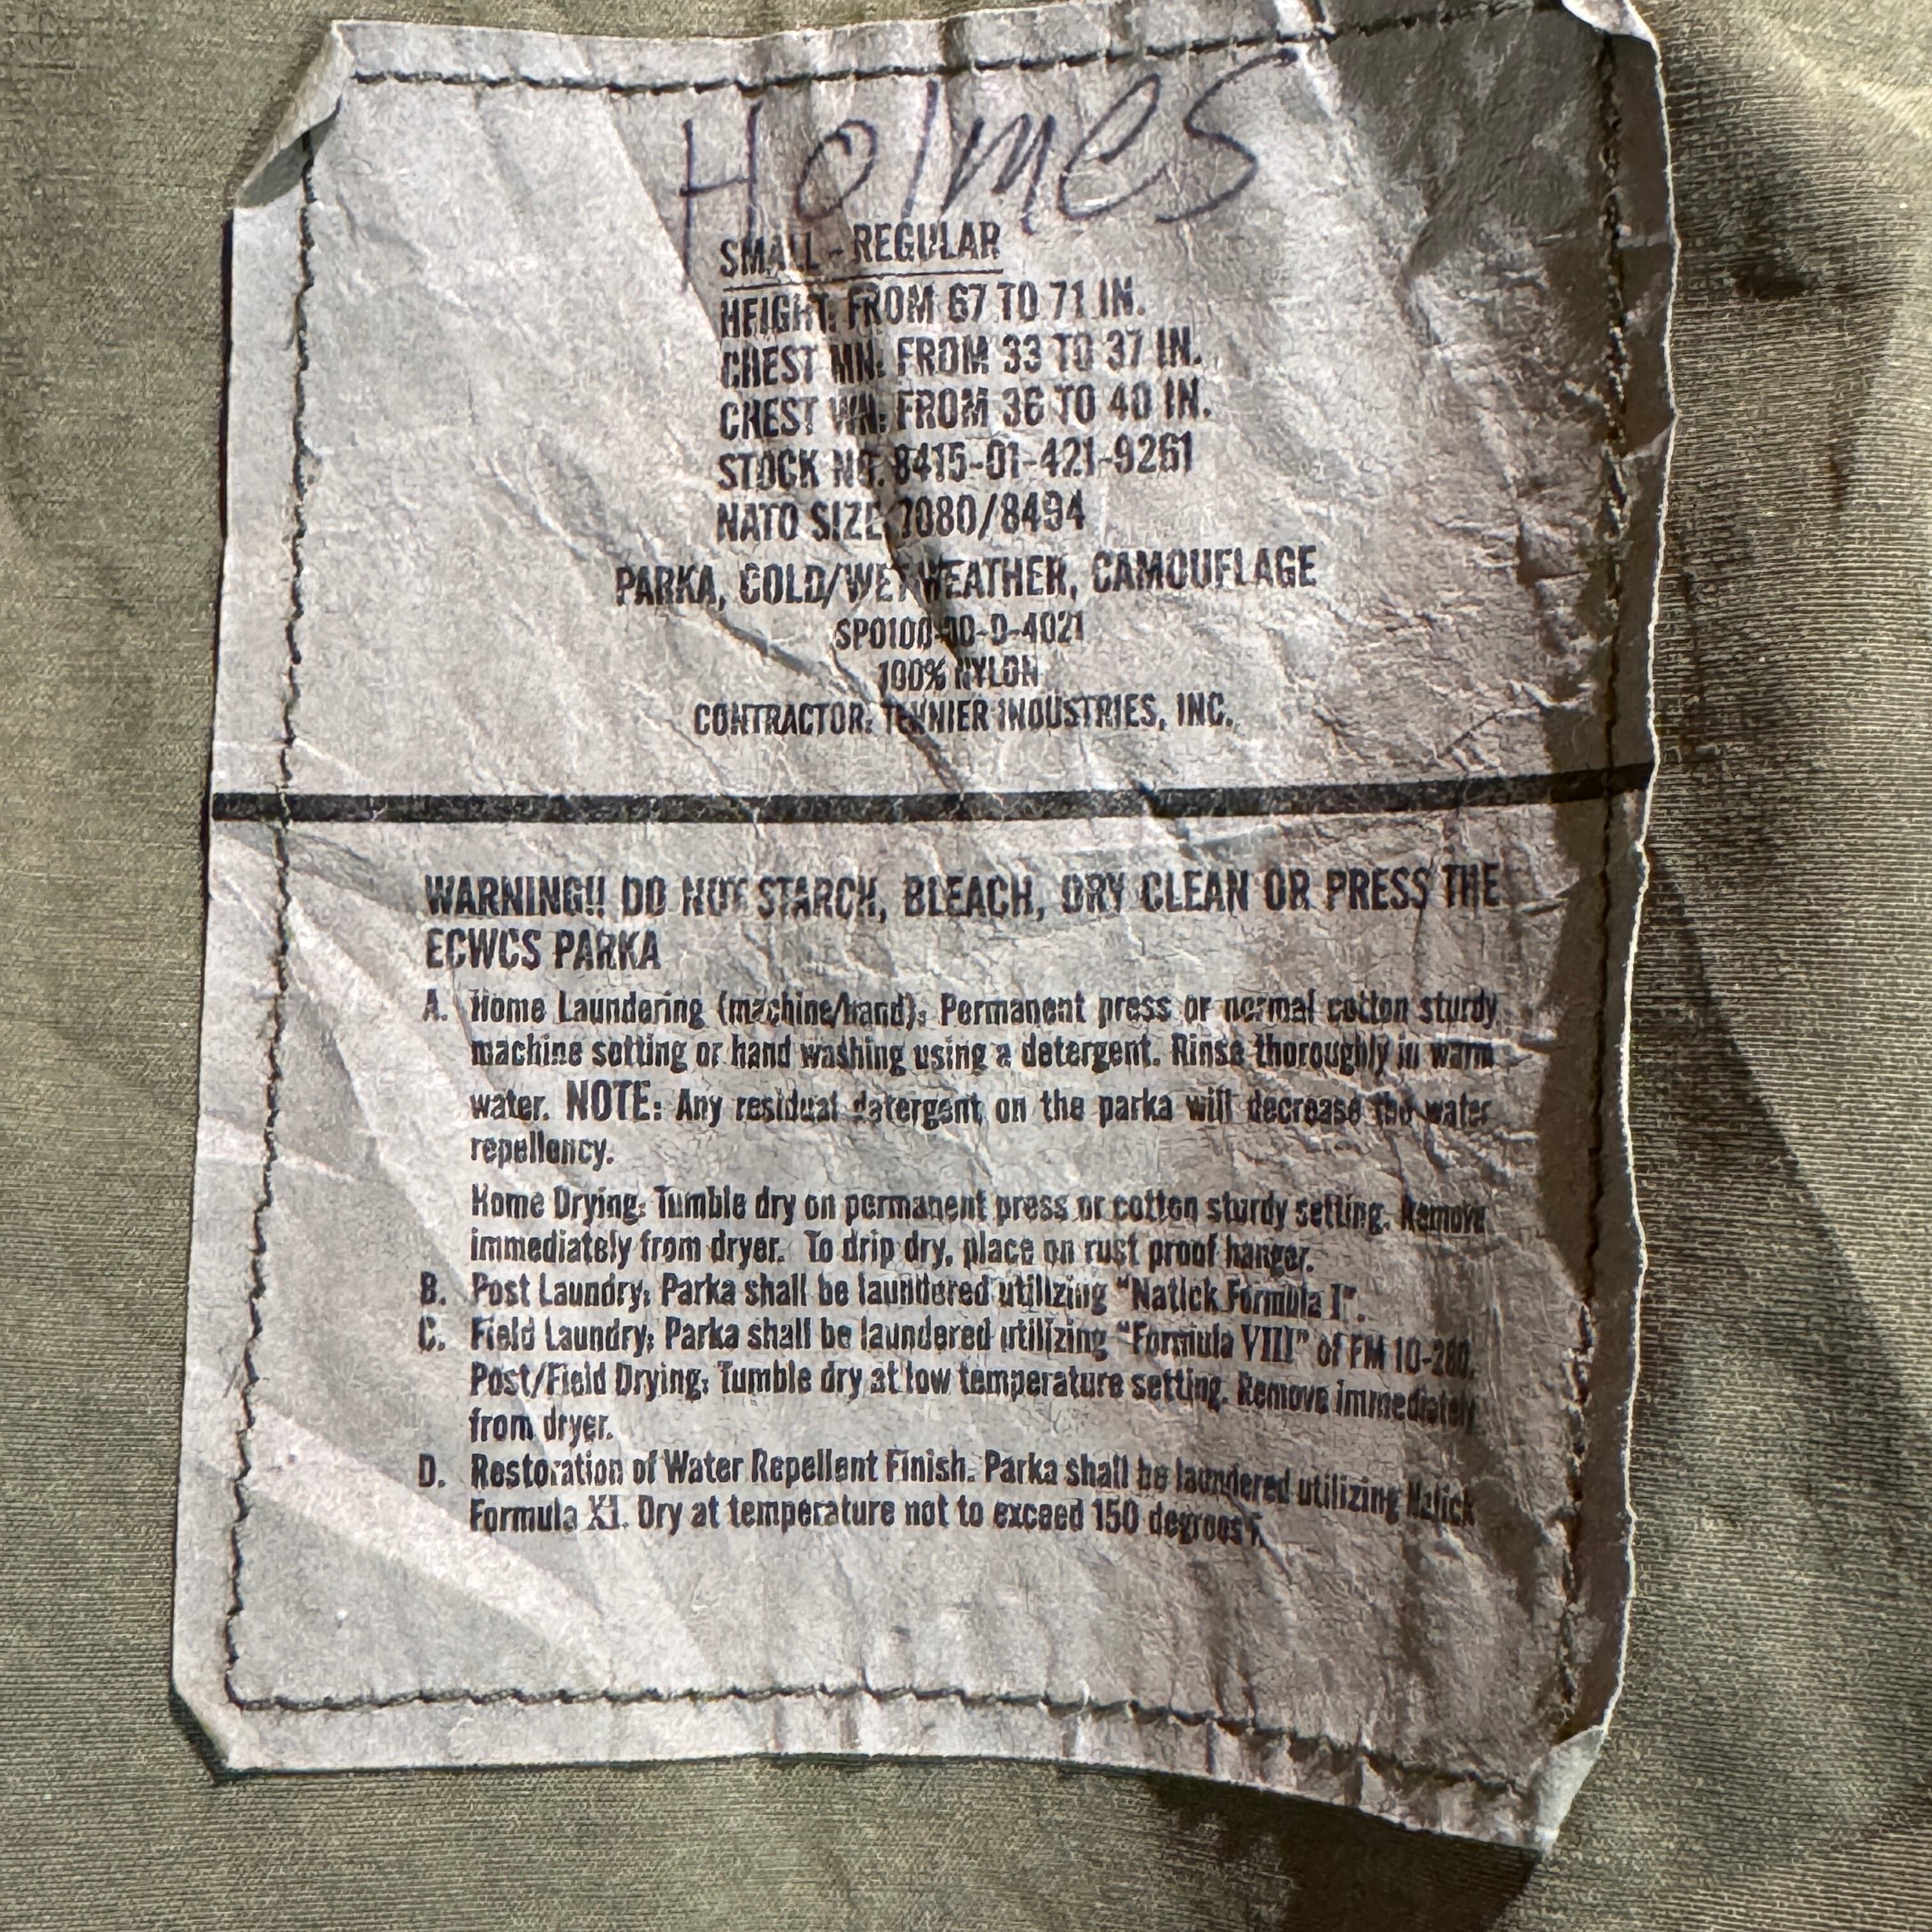 Holmes
SMALL - REGULAR
HEIGHT: FROM 67 TO 71 IN.
CHEST MN: FROM 33 TO 37 IN.
CHEST WN: FROM 36 TO 40 IN.
STOCK NO. 8415-01-421-9261
NATO SIZE 7080/8494
PARKA, COLD/WET WEATHER, CAMOUFLAGE
SPO100-00-D-4021
100% NYLON
CONTRACTOR: TENNIER INDUSTRIES, INC.
WARNING!! DO NOT STARCH, BLEACH, DRY CLEAN OR PRESS THE
ECWCS PARKA
A. Home Laundering (machine/hand): Permanent press or normal cotton sturdy
machine setting or hand washing using a detergent. Rinse thoroughly in warm
water. NOTE: Any residual detergent on the parka will decrease the water
repellency.
Home Drying: Tumble dry on permanent press or cotton sturdy setting. Remove
immediately from dryer. To drip dry, place on rust proof hanger.
B. Post Laundry: Parka shall be laundered utilizing "Natick Formula I".
C. Field Laundry: Parka shall be laundered utilizing "Formula VIII" of FM 10-280.
Post/Field Drying: Tumble dry at low temperature setting. Remove immediately
from dryer.
D. Restoration of Water Repellent Finish. Parka shall be laundered utilizing Natick
Formula XI. Dry at temperature not to exceed 150 degrees F.